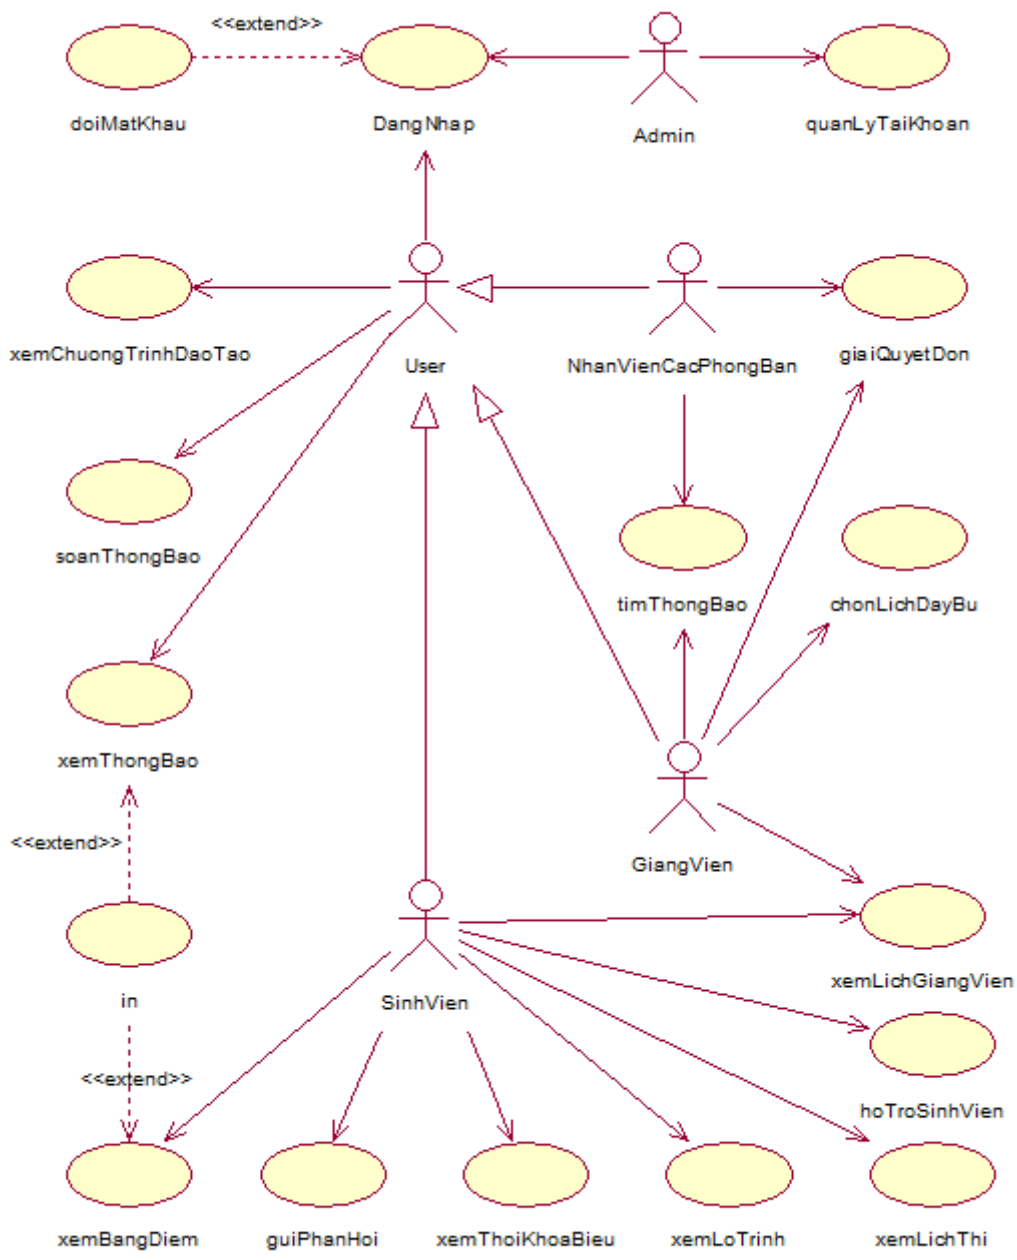 <<extend>>
doiMatKhau
DangNhap
Admin
quanLyTaiKhoan
xemChuongTrinhDaoTao
User
NhanVienCacPhongBan
giaiQuyetDon
soanThongBao
timThongBao
chonLichDayBu
xemThongBao
<<extend>>
GiangVien
in
SinhVien
xemLichGiangVien
<<extend>>
hoTroSinhVien
xemBangDiem
guiPhanHoi
xemThoiKhoaBieu
xemLoTrinh
xemLichThi